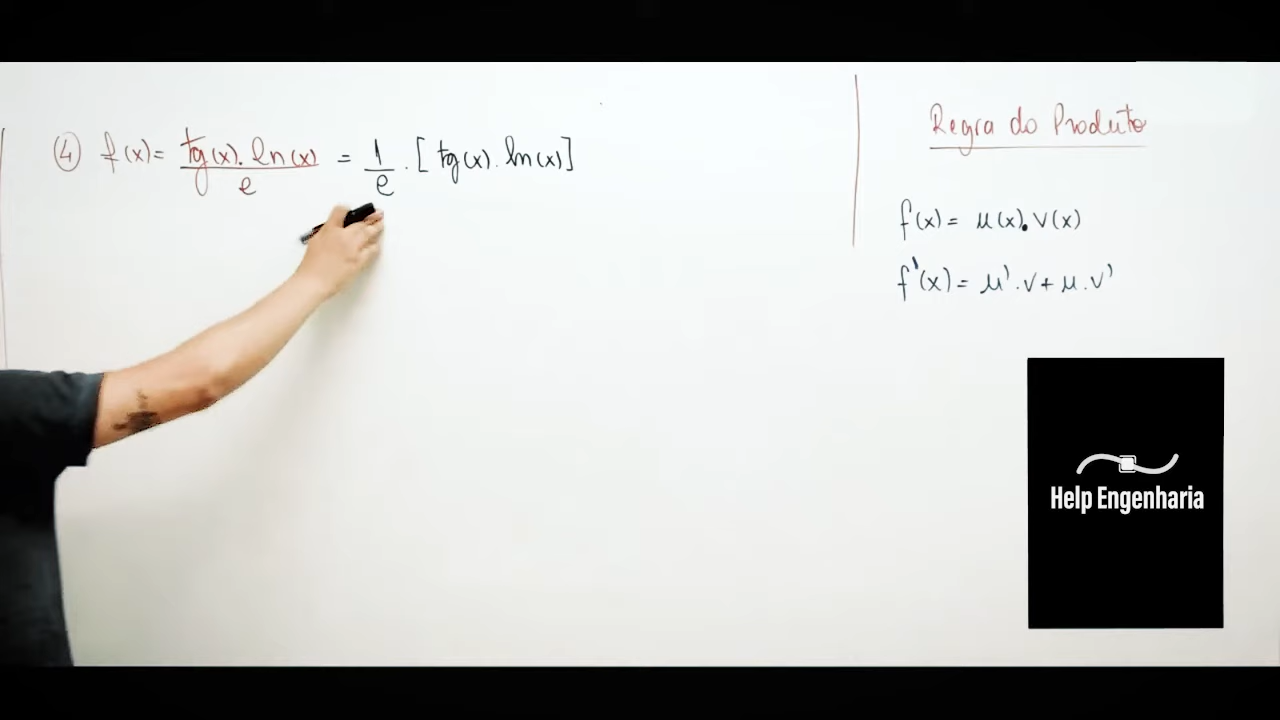 ④ f(x)= tg(x). ln(x) / e = 1/e . [tg(x). ln(x)]
Regra do Produto
f(x)= μ(x).v(x)
f'(x)= μ'.v+ μ.v'
Help Engenharia